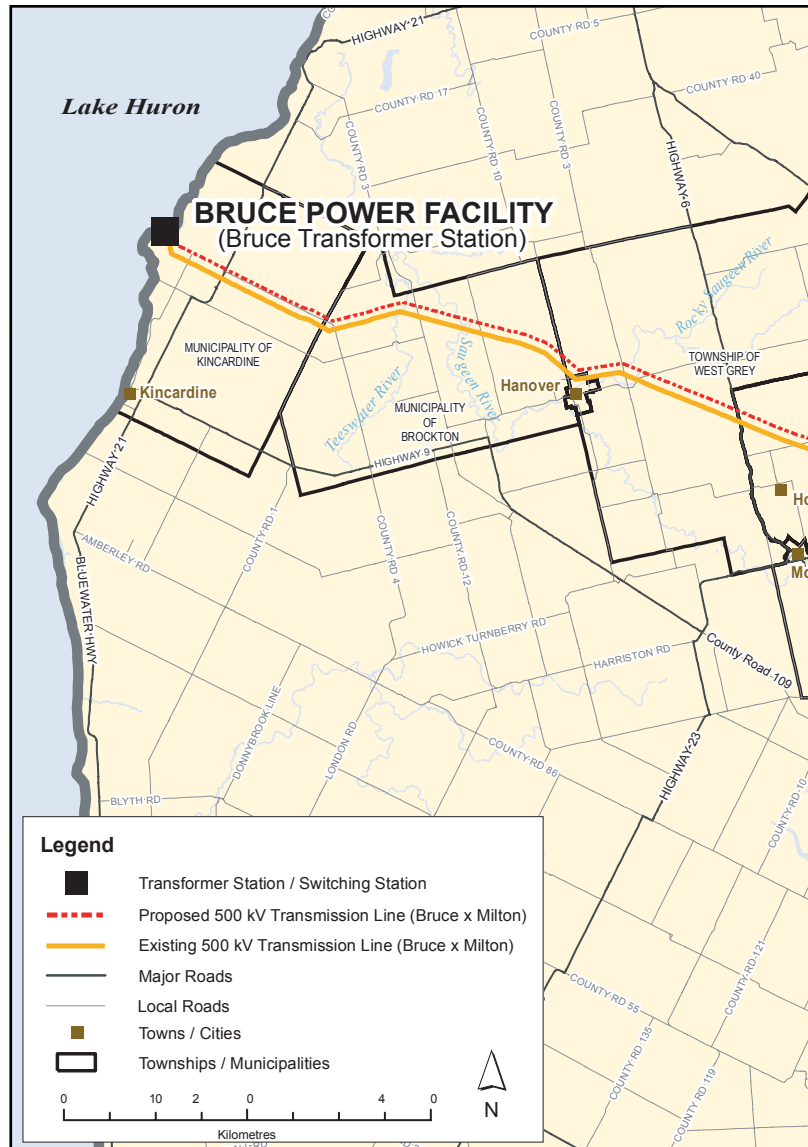 HIGHWAY 21
COUNTY RD 5
COUNTY RD 40
Lake Huron
COUNTY RD 17
COUNTY RD 3
COUNTY RD 10
COUNTY RD 3
HIGHWAY 6
BRUCE POWER FACILITY
(Bruce Transformer Station)
Rocky Saugeen River
MUNICIPALITY OF
KINCARDINE
TOWNSHIP OF
WEST GREY
Saugeen River
Kincardine
Hanover
Teeswater River
MUNICIPALITY
OF
BROCKTON
HIGHWAY 9
HIGHWAY 21
Ho
COUNTY RD 1
COUNTY RD 4
COUNTY RD 12
AMBERLEY RD
Mo
BLUEWATER HWY
HOWICK TURNBERRY RD
HARRISTON RD
County Road 109
DONNYBROOK LINE
LONDON RD
COUNTY RD 86
HIGHWAY 23
COUNTY RD 10
BLYTH RD
Legend
Transformer Station / Switching Station
Proposed 500 kV Transmission Line (Bruce x Milton)
Existing 500 kV Transmission Line (Bruce x Milton)
Major Roads
Local Roads
Towns / Cities
Townships / Municipalities
0 10 2 0 0
Kilometres
N
COUNTY RD 121
COUNTY RD 55
COUNTY RD 135
COUNTY RD 119